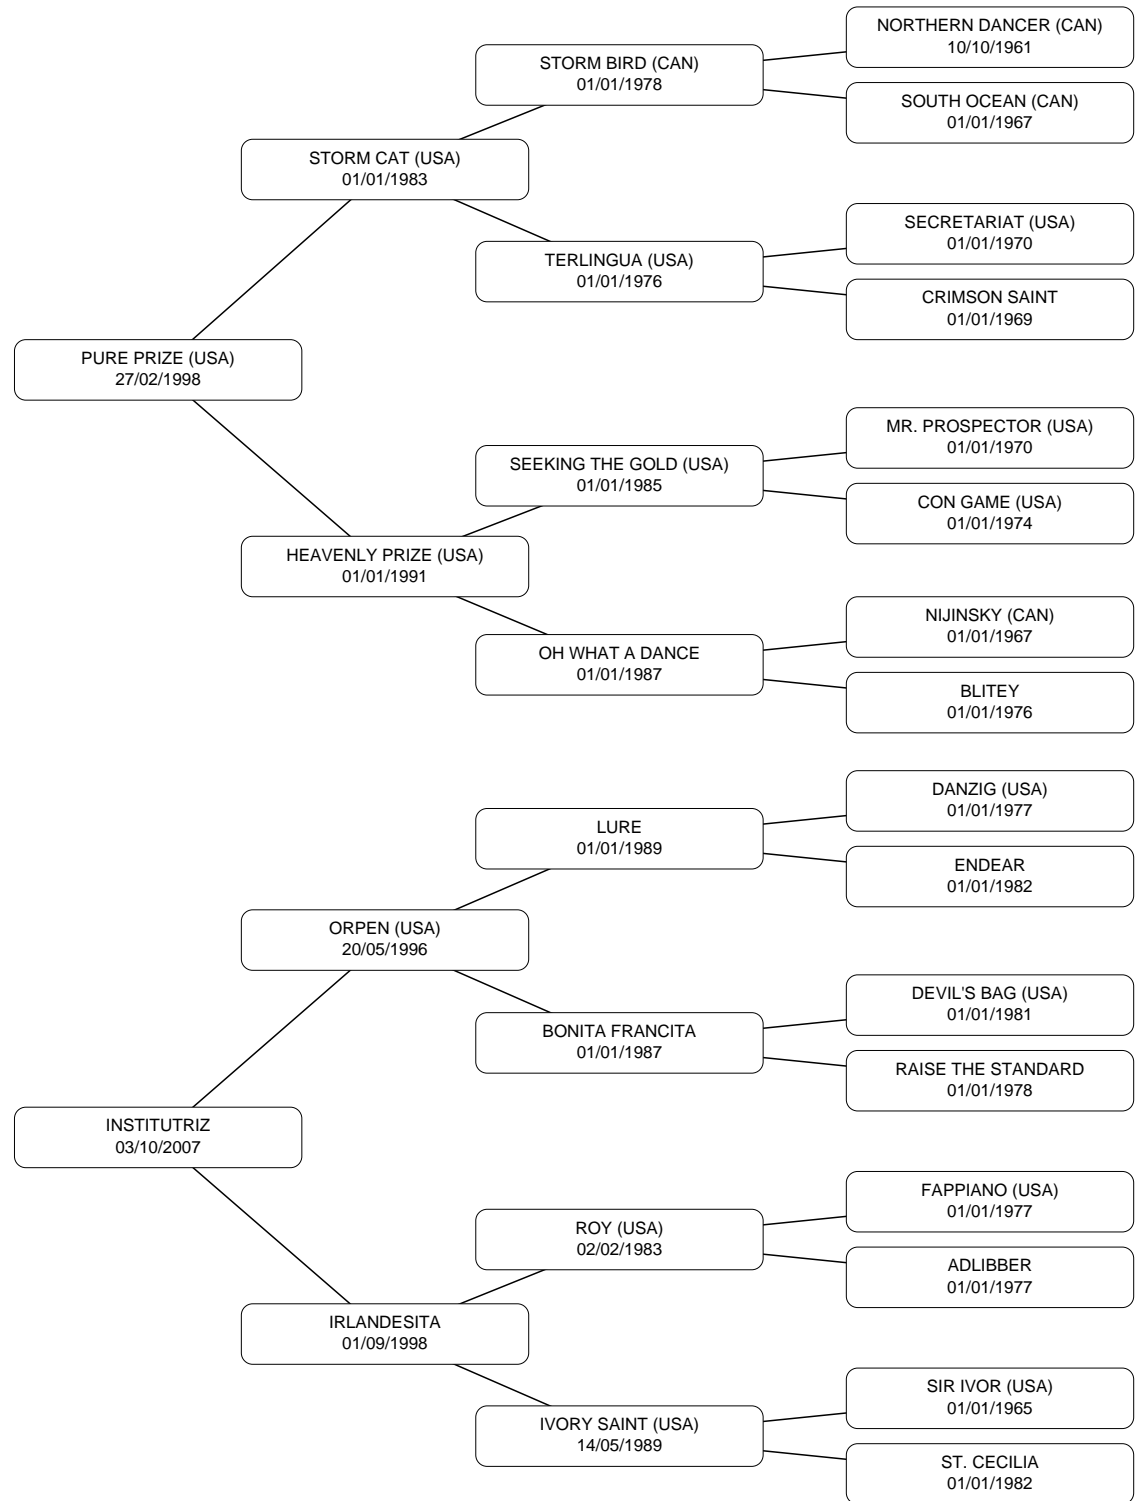 NORTHERN DANCER (CAN)
10/10/1961
STORM BIRD (CAN)
01/01/1978
SOUTH OCEAN (CAN)
01/01/1967
STORM CAT (USA)
01/01/1983
SECRETARIAT (USA)
01/01/1970
TERLINGUA (USA)
01/01/1976
CRIMSON SAINT
01/01/1969
PURE PRIZE (USA)
27/02/1998
MR. PROSPECTOR (USA)
01/01/1970
SEEKING THE GOLD (USA)
01/01/1985
CON GAME (USA)
01/01/1974
HEAVENLY PRIZE (USA)
01/01/1991
NIJINSKY (CAN)
01/01/1967
OH WHAT A DANCE
01/01/1987
BLITEY
01/01/1976
DANZIG (USA)
01/01/1977
LURE
01/01/1989
ENDEAR
01/01/1982
ORPEN (USA)
20/05/1996
DEVIL'S BAG (USA)
01/01/1981
BONITA FRANCITA
01/01/1987
RAISE THE STANDARD
01/01/1978
INSTITUTRIZ
03/10/2007
FAPPIANO (USA)
01/01/1977
ROY (USA)
02/02/1983
ADLIBBER
01/01/1977
IRLANDESITA
01/09/1998
SIR IVOR (USA)
01/01/1965
IVORY SAINT (USA)
14/05/1989
ST. CECILIA
01/01/1982